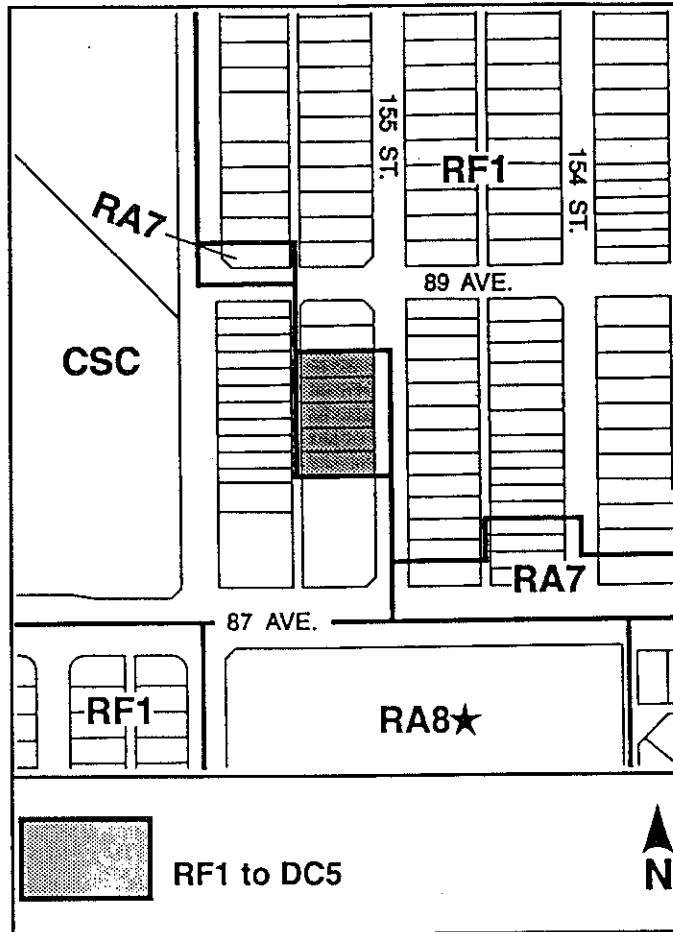 155 ST.
154 ST.
RF1
RA7
89 AVE.
CSC
RA7
87 AVE.
RF1
RA8★
RF1 to DC5
N